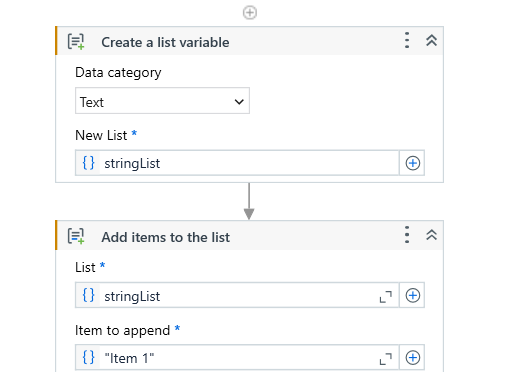 Create a list variable
Data category
Text
New List *
{} stringList
Add items to the list
List *
{} stringList
Item to append *
{} "Item 1"